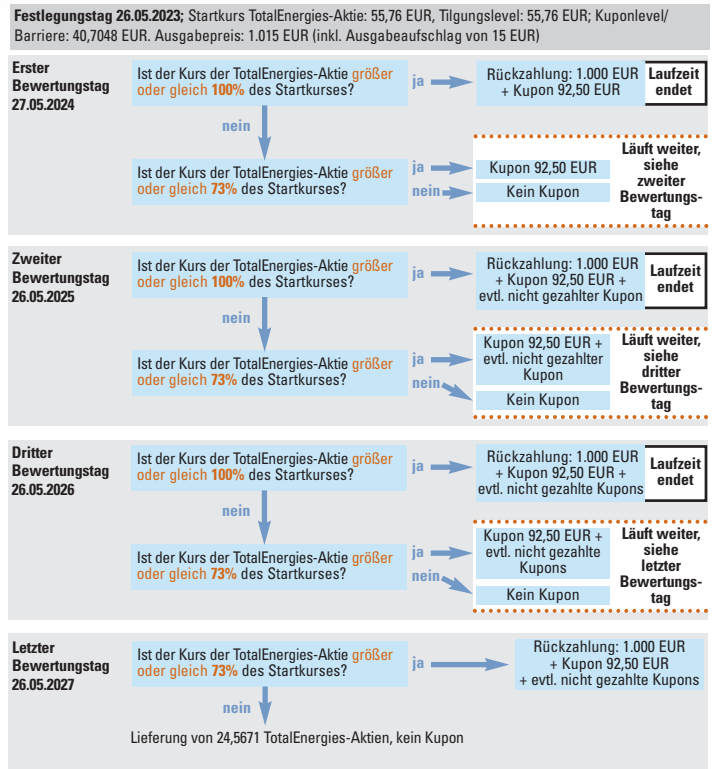 Festlegungstag 26.05.2023; Startkurs TotalEnergies-Aktie: 55,76 EUR, Tilgungslevel: 55,76 EUR; Kuponlevel/
Barriere: 40,7048 EUR. Ausgabepreis: 1.015 EUR (inkl. Ausgabeaufschlag von 15 EUR)
Erster
Bewertungstag
27.05.2024
Ist der Kurs der TotalEnergies-Aktie größer
oder gleich 100% des Startkurses?
ja
Rückzahlung: 1.000 EUR
+ Kupon 92,50 EUR
Laufzeit
endet
nein
Ist der Kurs der TotalEnergies-Aktie größer
oder gleich 73% des Startkurses?
ja
Kupon 92,50 EUR
nein
Kein Kupon
Läuft weiter,
siehe
zweiter
Bewertungs-
tag
Zweiter
Bewertungstag
26.05.2025
Ist der Kurs der TotalEnergies-Aktie größer
oder gleich 100% des Startkurses?
ja
Rückzahlung: 1.000 EUR
+ Kupon 92,50 EUR +
evtl. nicht gezahlter Kupon
Laufzeit
endet
nein
Ist der Kurs der TotalEnergies-Aktie größer
oder gleich 73% des Startkurses?
ja
Kupon 92,50 EUR +
evtl. nicht gezahlter
Kupon
nein
Kein Kupon
Läuft weiter,
siehe
dritter
Bewertungs-
tag
Dritter
Bewertungstag
26.05.2026
Ist der Kurs der TotalEnergies-Aktie größer
oder gleich 100% des Startkurses?
ja
Rückzahlung: 1.000 EUR
+ Kupon 92,50 EUR +
evtl. nicht gezahlte Kupons
Laufzeit
endet
nein
Ist der Kurs der TotalEnergies-Aktie größer
oder gleich 73% des Startkurses?
ja
Kupon 92,50 EUR +
evtl. nicht gezahlte
Kupons
nein
Kein Kupon
Läuft weiter,
siehe
letzter
Bewertungs-
tag
Letzter
Bewertungstag
26.05.2027
Ist der Kurs der TotalEnergies-Aktie größer
oder gleich 73% des Startkurses?
ja
Rückzahlung: 1.000 EUR
+ Kupon 92,50 EUR
+ evtl. nicht gezahlte Kupons
nein
Lieferung von 24,5671 TotalEnergies-Aktien, kein Kupon